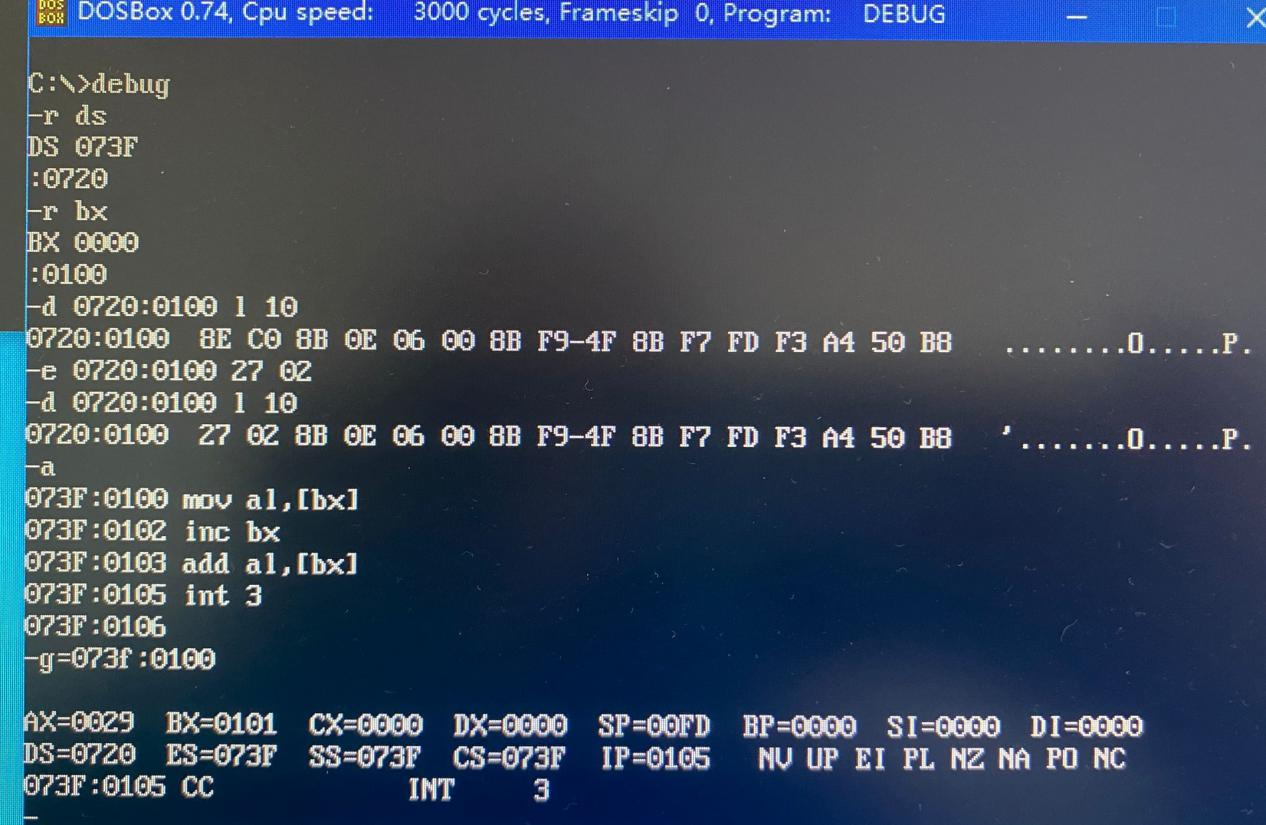 DOS BOX
DOSBox 0.74, Cpu speed: 3000 cycles, Frameskip 0, Program: DEBUG
C:\>debug
-r ds
DS 073F
:0720
-r bx
BX 0000
:0100
-d 0720:0100 l 10
0720:0100  8E C0 8B 0E 06 00 8B F9-4F 8B F7 FD F3 A4 50 B8   ........O.....P.
-e 0720:0100 27 02
-d 0720:0100 l 10
0720:0100  27 02 8B 0E 06 00 8B F9-4F 8B F7 FD F3 A4 50 B8   '.......O.....P.
-a
073F:0100 mov al,[bx]
073F:0102 inc bx
073F:0103 add al,[bx]
073F:0105 int 3
073F:0106
-g=073f:0100
AX=0029  BX=0101  CX=0000  DX=0000  SP=00FD  BP=0000  SI=0000  DI=0000
DS=0720  ES=073F  SS=073F  CS=073F  IP=0105   NV UP EI PL NZ NA PO NC
073F:0105 CC            INT     3